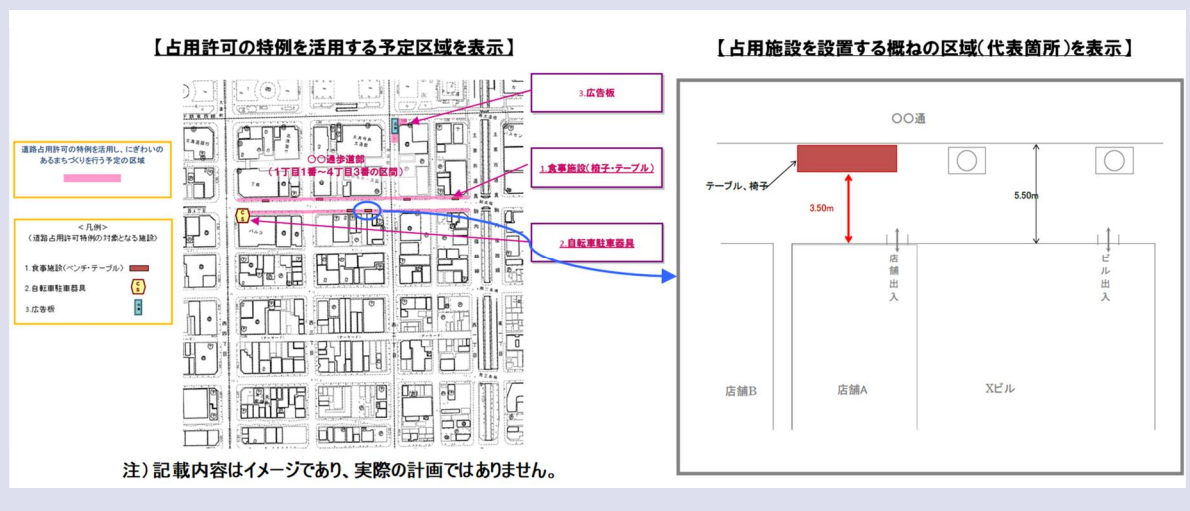 【占用許可の特例を活用する予定区域を表示】
【占用施設を設置する概ねの区域(代表箇所)を表示】
道路占用許可の特例を活用し、にぎわいの
あるまちづくりを行う予定の区域
<凡例>
(道路占用許可特例の対象となる施設)
1.食事施設(ベンチ・テーブル)
2.自転車駐車器具
3.広告板
〇〇通歩道部
(1丁目1番~4丁目3番の区間)
パルコ
3.広告板
1.食事施設(椅子・テーブル)
2.自転車駐車器具
〇〇通
テーブル、椅子
3.50m
5.50m
店舗出入
ビル出入
店舗B
店舗A
Xビル
注)記載内容はイメージであり、実際の計画ではありません。